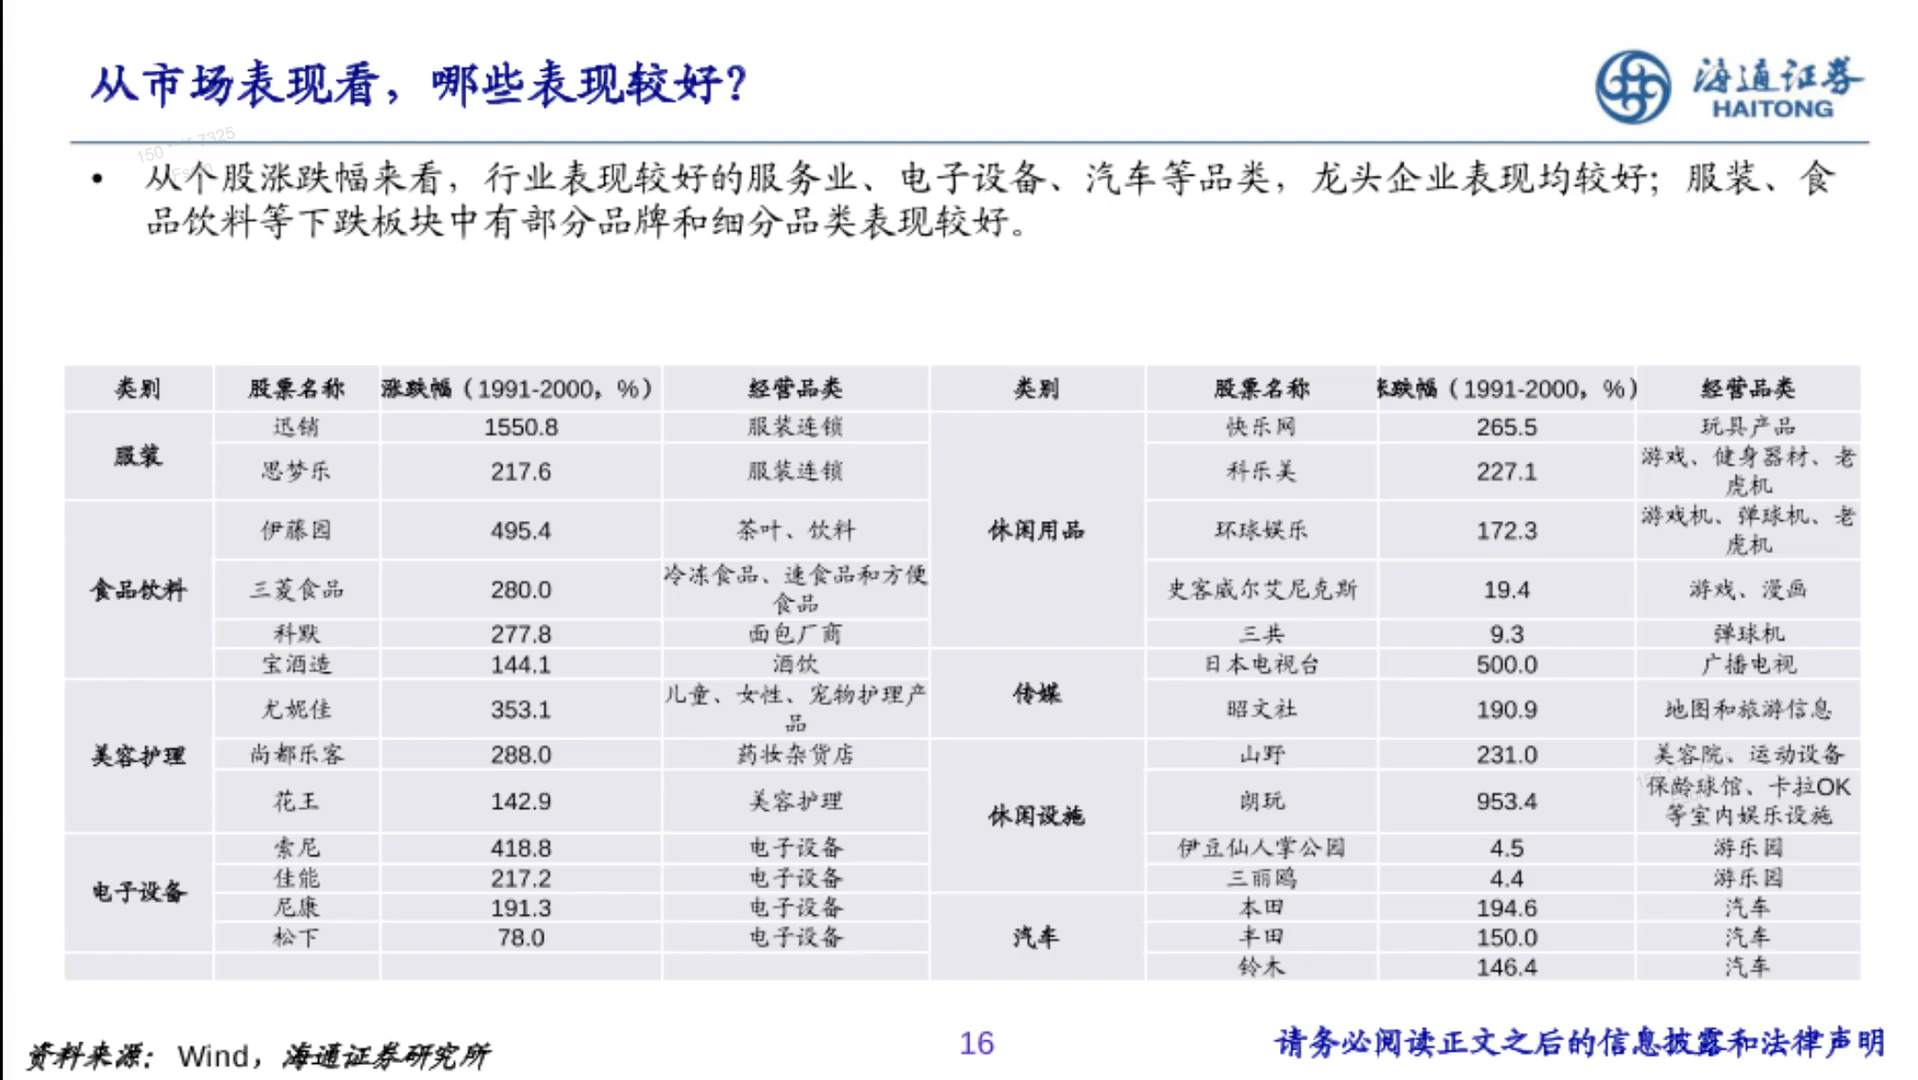 从市场表现看，哪些表现较好？
海通证券
HAITONG
• 从个股涨跌幅来看，行业表现较好的服务业、电子设备、汽车等品类，龙头企业表现均较好；服装、食
品饮料等下跌板块中有部分品牌和细分品类表现较好。
类别 股票名称 涨跌幅（1991-2000，%） 经营品类 类别 股票名称 涨跌幅（1991-2000，%） 经营品类
服装 迅销 1550.8 服装连锁 休闲用品 快乐网 265.5 玩具产品
思梦乐 217.6 服装连锁 科乐美 227.1 游戏、健身器材、老
虎机
食品饮料 伊藤园 495.4 茶叶、饮料 环球娱乐 172.3 游戏机、弹球机、老
虎机
三菱食品 280.0 冷冻食品、速食品和方便
食品 史客威尔艾尼克斯 19.4 游戏、漫画
科默 277.8 面包厂商 三共 9.3 弹球机
宝酒造 144.1 酒饮 传媒 日本电视台 500.0 广播电视
美容护理 尤妮佳 353.1 儿童、女性、宠物护理产
品 昭文社 190.9 地图和旅游信息
尚都乐客 288.0 药妆杂货店 休闲设施 山野 231.0 美容院、运动设备
花王 142.9 美容护理 朗玩 953.4 保龄球馆、卡拉OK
等室内娱乐设施
电子设备 索尼 418.8 电子设备 伊豆仙人掌公园 4.5 游乐园
佳能 217.2 电子设备 三丽鸥 4.4 游乐园
尼康 191.3 电子设备 汽车 本田 194.6 汽车
松下 78.0 电子设备 丰田 150.0 汽车
铃木 146.4 汽车
资料来源：Wind，海通证券研究所
16
请务必阅读正文之后的信息披露和法律声明